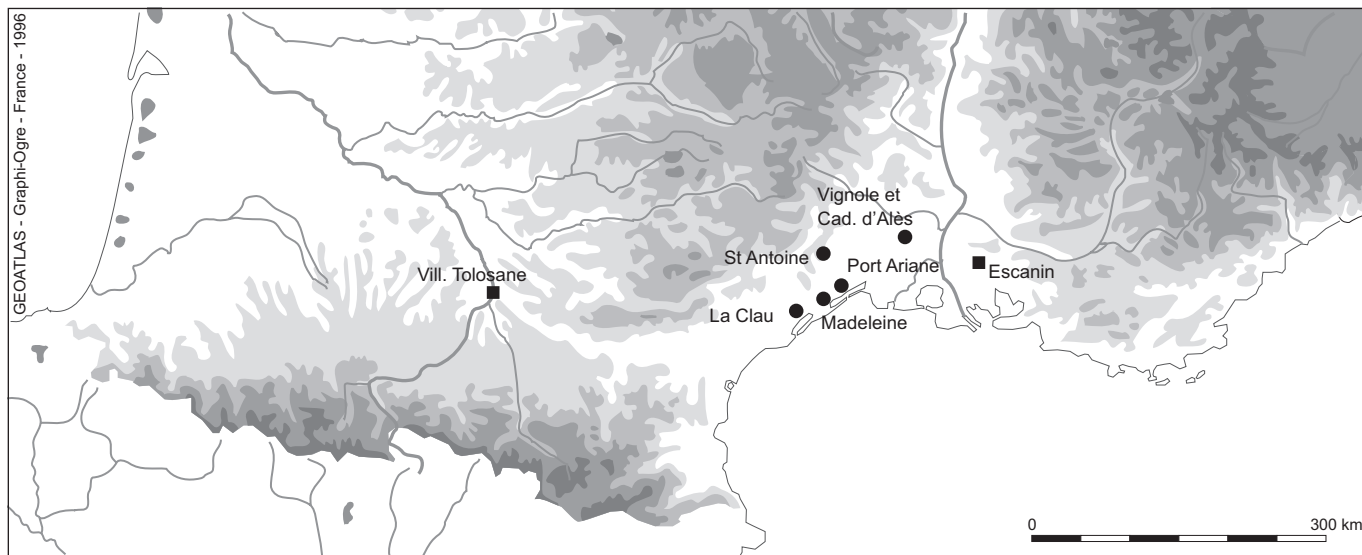 GEOATLAS - Graphi-Ogre - France - 1996
Vignole et
Cad. d'Alès
St Antoine
Port Ariane
Escanin
Vill. Tolosane
La Clau
Madeleine
0 300 km